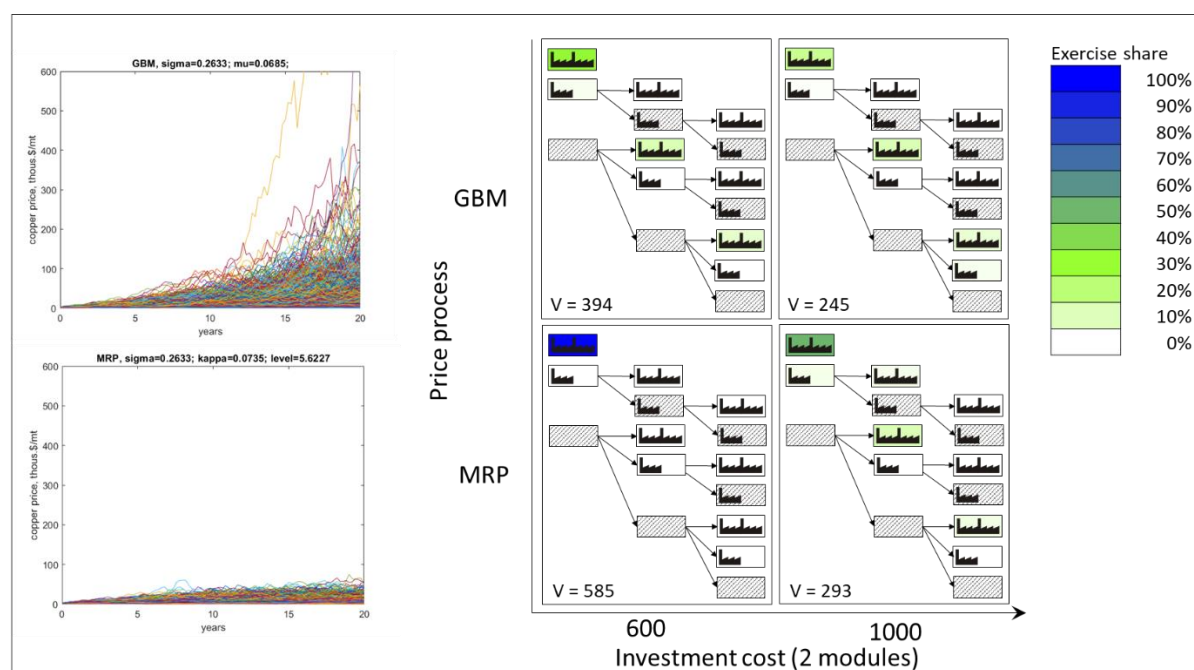 GBM, sigma=0.2633; mu=0.0685;
copper price, thous.$/mt
600
500
400
300
200
100
0
0 5 10 15 20
years
MRP, sigma=0.2633; kappa=0.0735; level=5.6227
copper price, thous.$/mt
600
500
400
300
200
100
0
0 5 10 15 20
years
Price process
GBM
MRP
V = 394
V = 245
V = 585
V = 293
600 1000
Investment cost (2 modules)
Exercise share
100%
90%
80%
70%
60%
50%
40%
30%
20%
10%
0%